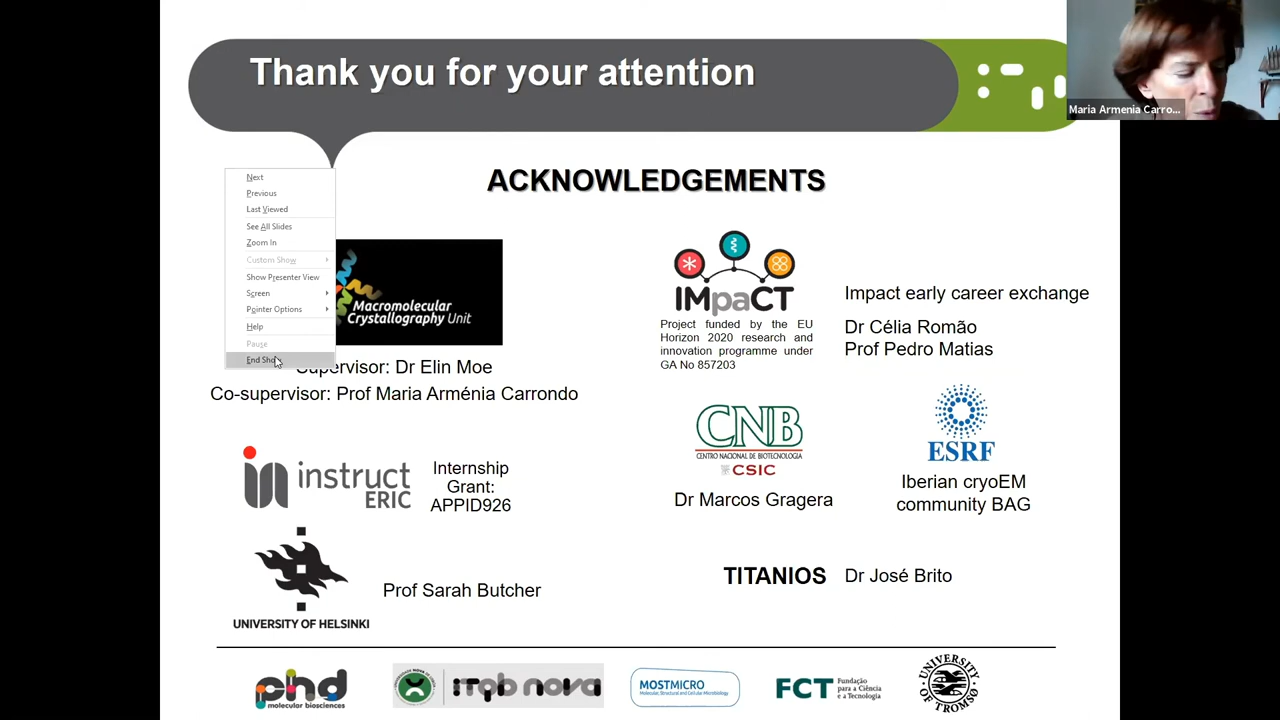 Thank you for your attention
Maria Armenia Carro...
ACKNOWLEDGEMENTS
Next
Previous
Last Viewed
See All Slides
Zoom In
Custom Show
Show Presenter View
Screen
Pointer Options
Help
Pause
End Show
Macromolecular
Crystallography Unit
Supervisor: Dr Elin Moe
Co-supervisor: Prof Maria Arménia Carrondo
IMpaCT
Project funded by the EU
Horizon 2020 research and
innovation programme under
GA No 857203
Impact early career exchange
Dr Célia Romão
Prof Pedro Matias
instruct
ERIC
Internship
Grant:
APPID926
CNB
CENTRO NACIONAL DE BIOTECNOLOGIA
CSIC
Dr Marcos Gragera
ESRF
Iberian cryoEM
community BAG
UNIVERSITY OF HELSINKI
Prof Sarah Butcher
TITANIOS Dr José Brito
phd
molecular biosciences
itqb nova
MOSTMICRO
Molecular, Structural and Cellular Microbiology
FCT Fundação
para a Ciência
e a Tecnologia
UNIVERSITY OF TROMSØ